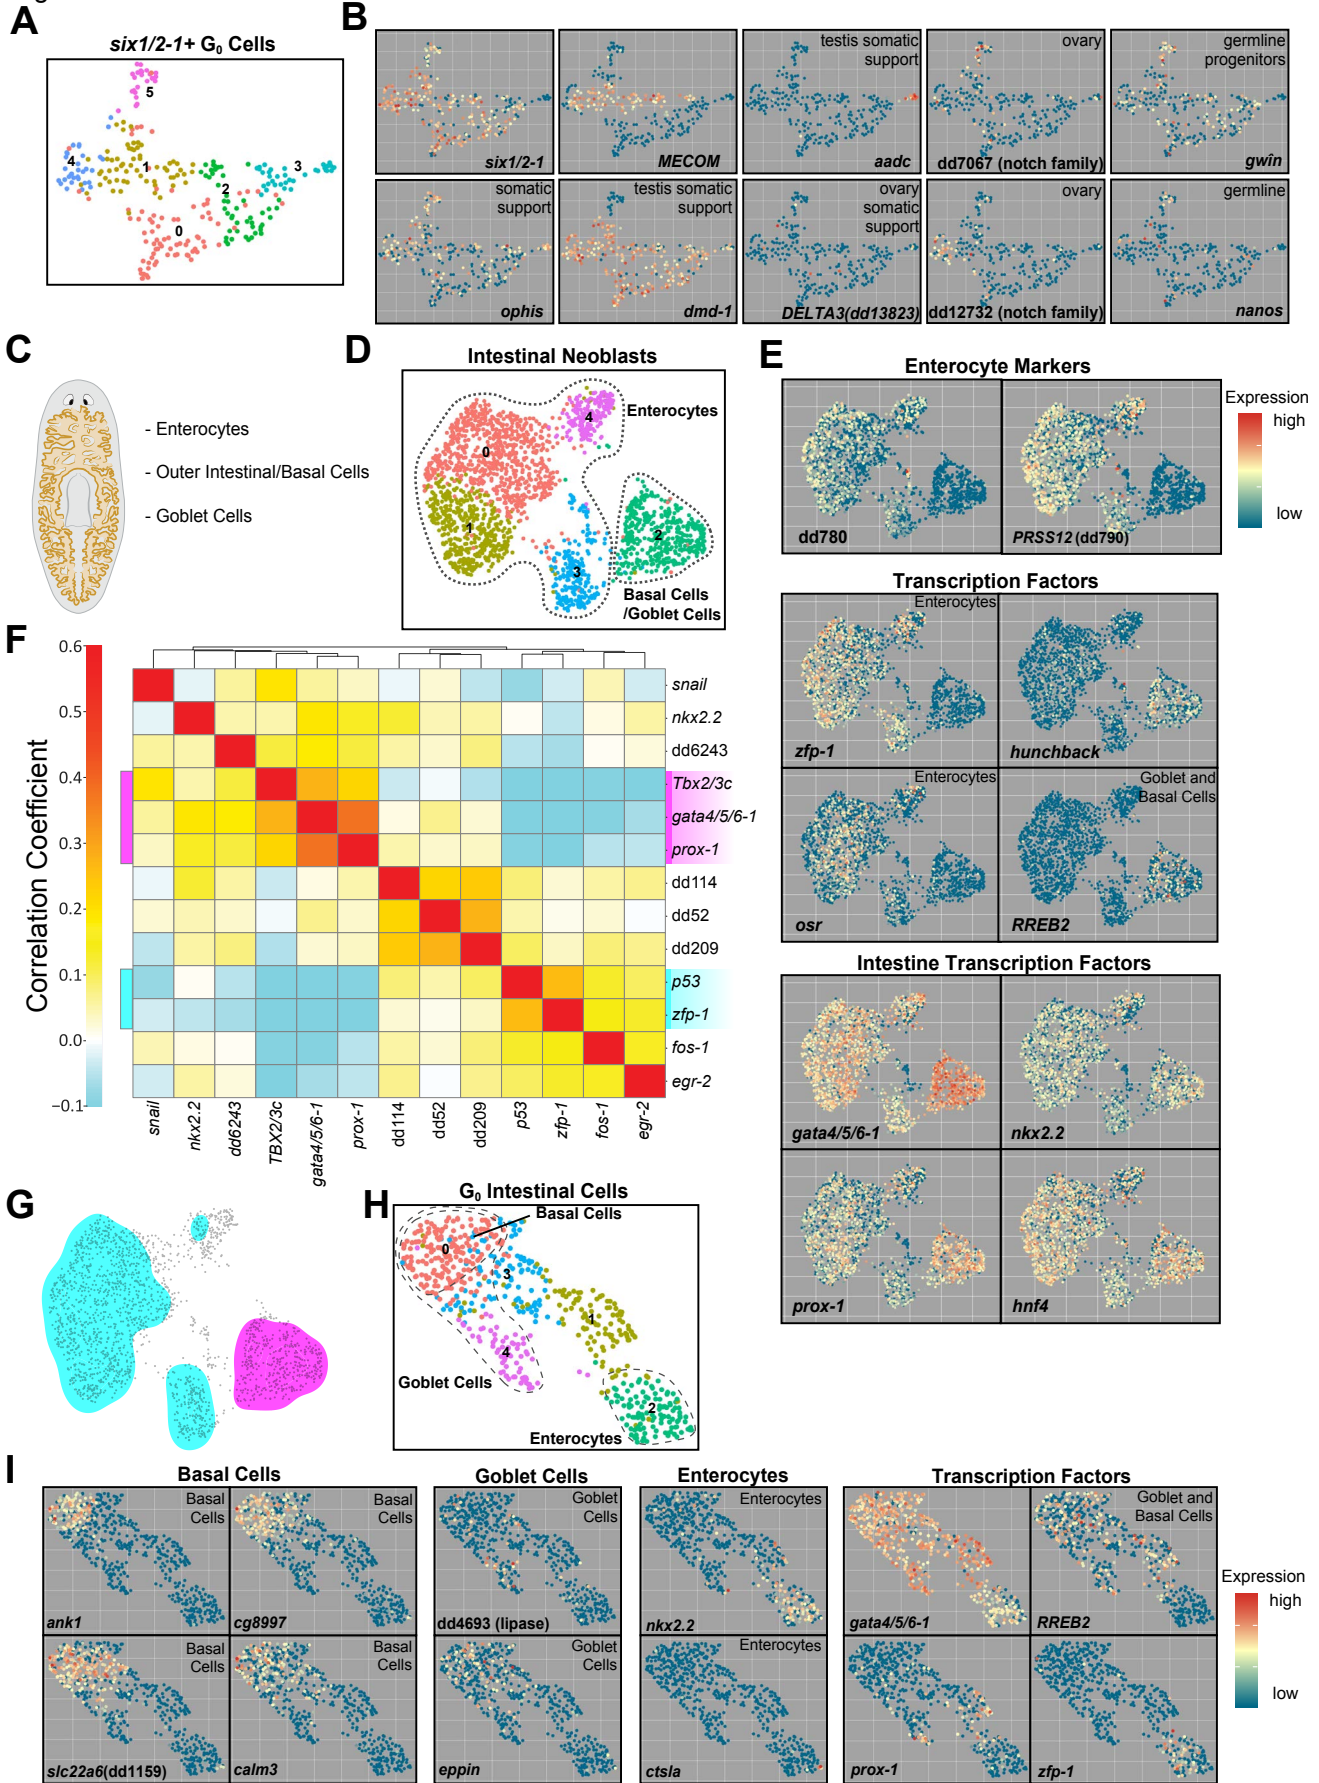 A
six1/2-1+ G₀ Cells
5
4
1
3
2
0
B
six1/2-1
MECOM
testis somatic
support
aadc
ovary
dd7067 (notch family)
germline
progenitors
gwîn
somatic
support
ophis
testis somatic
support
dmd-1
ovary
somatic
support
DELTA3(dd13823)
ovary
dd12732 (notch family)
germline
nanos
C
- Enterocytes
- Outer Intestinal/Basal Cells
- Goblet Cells
D
Intestinal Neoblasts
4
Enterocytes
0
1
2
3
Basal Cells
/Goblet Cells
E
Enterocyte Markers
dd780
PRSS12 (dd790)
Expression
high
low
Transcription Factors
Enterocytes
zfp-1
hunchback
Enterocytes
osr
Goblet and
Basal Cells
RREB2
Intestine Transcription Factors
gata4/5/6-1
nkx2.2
prox-1
hnf4
F
Correlation Coefficient
0.6
0.5
0.4
0.3
0.2
0.1
0.0
−0.1
snail
nkx2.2
dd6243
Tbx2/3c
gata4/5/6-1
prox-1
dd114
dd52
dd209
p53
zfp-1
fos-1
egr-2
snail
nkx2.2
dd6243
TBX2/3c
gata4/5/6-1
prox-1
dd114
dd52
dd209
p53
zfp-1
fos-1
egr-2
G
H
G₀ Intestinal Cells
Basal Cells
0
3
1
4
Goblet Cells
2
Enterocytes
I
Basal Cells
Basal
Cells
ank1
Basal
Cells
cg8997
Basal
Cells
slc22a6(dd1159)
Basal
Cells
calm3
Goblet Cells
Goblet
Cells
dd4693 (lipase)
Goblet
Cells
eppin
Enterocytes
Enterocytes
nkx2.2
Enterocytes
ctsla
Transcription Factors
gata4/5/6-1
Goblet and
Basal Cells
RREB2
prox-1
zfp-1
Expression
high
low